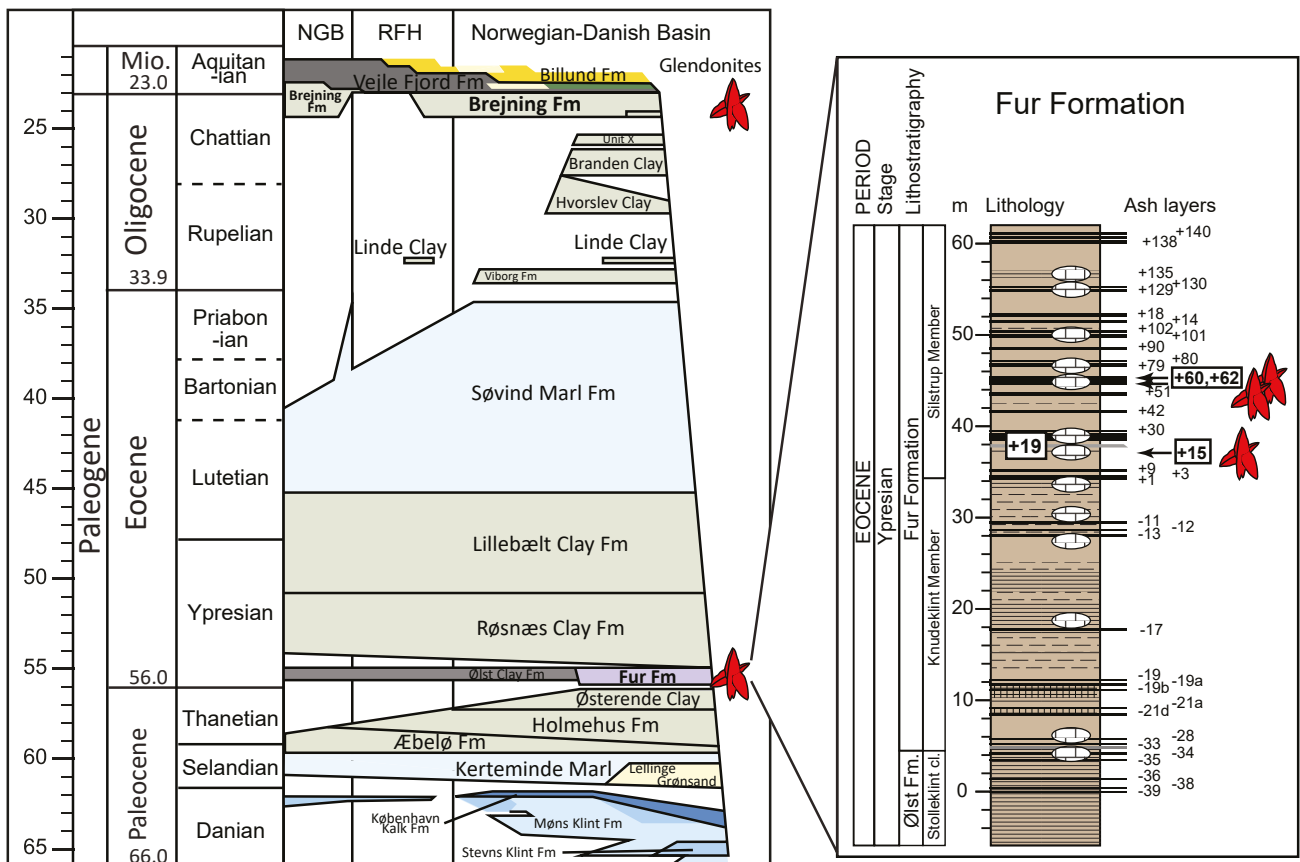 NGB
RFH
Norwegian-Danish Basin
Mio.
23.0
Aquitan
-ian
Glendonites
Billund Fm
Vejle Fjord Fm
Brejning
Fm
Brejning Fm
25
Chattian
Unit X
Branden Clay
Hvorslev Clay
Oligocene
30
Rupelian
Linde Clay
Linde Clay
Viborg Fm
33.9
35
Priabon
-ian
Bartonian
Søvind Marl Fm
40
Paleogene
Eocene
Lutetian
45
Lillebælt Clay Fm
50
Ypresian
Røsnæs Clay Fm
55
56.0
Ølst Clay Fm
Fur Fm
Østerende Clay
Thanetian
Holmehus Fm
Æbelø Fm
60
Paleocene
Selandian
Kerteminde Marl
Lellinge
Grønsand
København
Kalk Fm
Møns Klint Fm
Danian
Stevns Klint Fm
65
66.0
Fur Formation
PERIOD
Stage
Lithostratigraphy
m
Lithology
Ash layers
60
50
40
30
20
10
0
EOCENE
Ypresian
Fur Formation
Ølst Fm.
Silstrup Member
Knudeklint Member
Stolleklint cl.
+140
+138
+135
+130
+129
+18
+14
+102
+101
+90
+80
+79
+60,+62
+51
+42
+30
+19
+15
+9
+3
+1
-11
-12
-13
-17
-19
-19a
-19b
-21a
-21d
-28
-33
-34
-35
-36
-38
-39